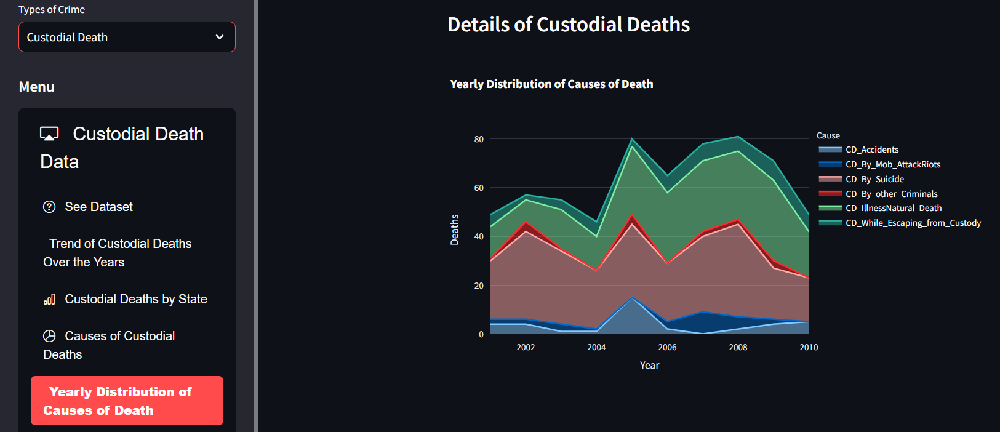 Types of Crime
Custodial Death
Menu
Custodial Death
Data
See Dataset
Trend of Custodial Deaths
Over the Years
Custodial Deaths by State
Causes of Custodial
Deaths
Yearly Distribution of
Causes of Death
Details of Custodial Deaths
Yearly Distribution of Causes of Death
80
60
40
20
0
Deaths
2002
2004
2006
2008
2010
Year
Cause
CD_Accidents
CD_By_Mob_AttackRiots
CD_By_Suicide
CD_By_other_Criminals
CD_IllnessNatural_Death
CD_While_Escaping_from_Custody